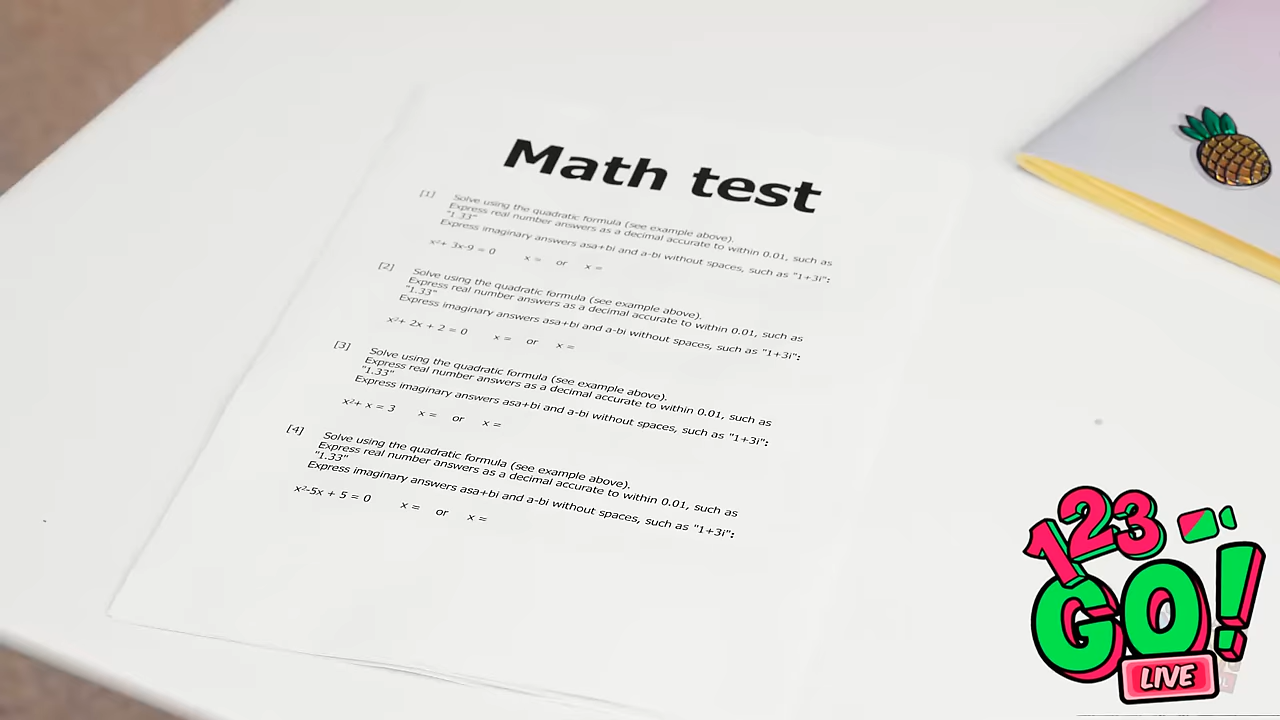 Math test
[1] Solve using the quadratic formula (see example above).
Express real number answers as a decimal accurate to within 0.01, such as
"1.33"
Express imaginary answers asa+bi and a-bi without spaces, such as "1+3i":
x²+ 3x-9 = 0 x = or x =
[2] Solve using the quadratic formula (see example above).
Express real number answers as a decimal accurate to within 0.01, such as
"1.33"
Express imaginary answers asa+bi and a-bi without spaces, such as "1+3i":
x²+ 2x + 2 = 0 x = or x =
[3] Solve using the quadratic formula (see example above).
Express real number answers as a decimal accurate to within 0.01, such as
"1.33"
Express imaginary answers asa+bi and a-bi without spaces, such as "1+3i":
x²+ x = 3 x = or x =
[4] Solve using the quadratic formula (see example above).
Express real number answers as a decimal accurate to within 0.01, such as
"1.33"
Express imaginary answers asa+bi and a-bi without spaces, such as "1+3i":
x²-5x + 5 = 0 x = or x =
123
GO!
LIVE